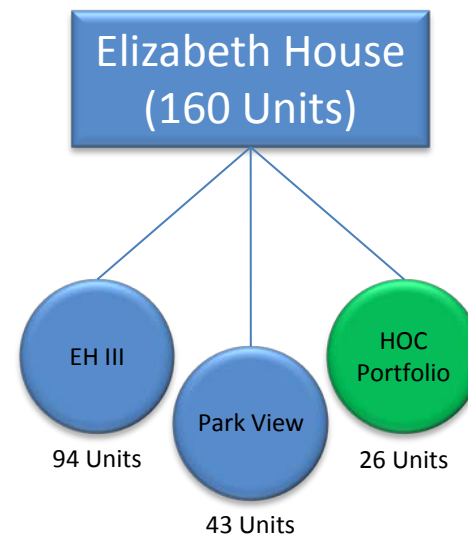 Elizabeth House
(160 Units)
EH III
94 Units
Park View
43 Units
HOC
Portfolio
26 Units